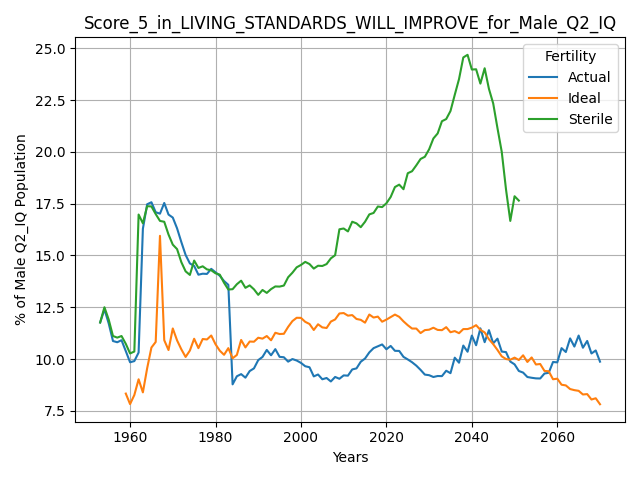 Score_5_in_LIVING_STANDARDS_WILL_IMPROVE_for_Male_Q2_IQ
% of Male Q2_IQ Population
25.0
22.5
20.0
17.5
15.0
12.5
10.0
7.5
Fertility
Actual
Ideal
Sterile
1960
1980
2000
2020
2040
2060
Years